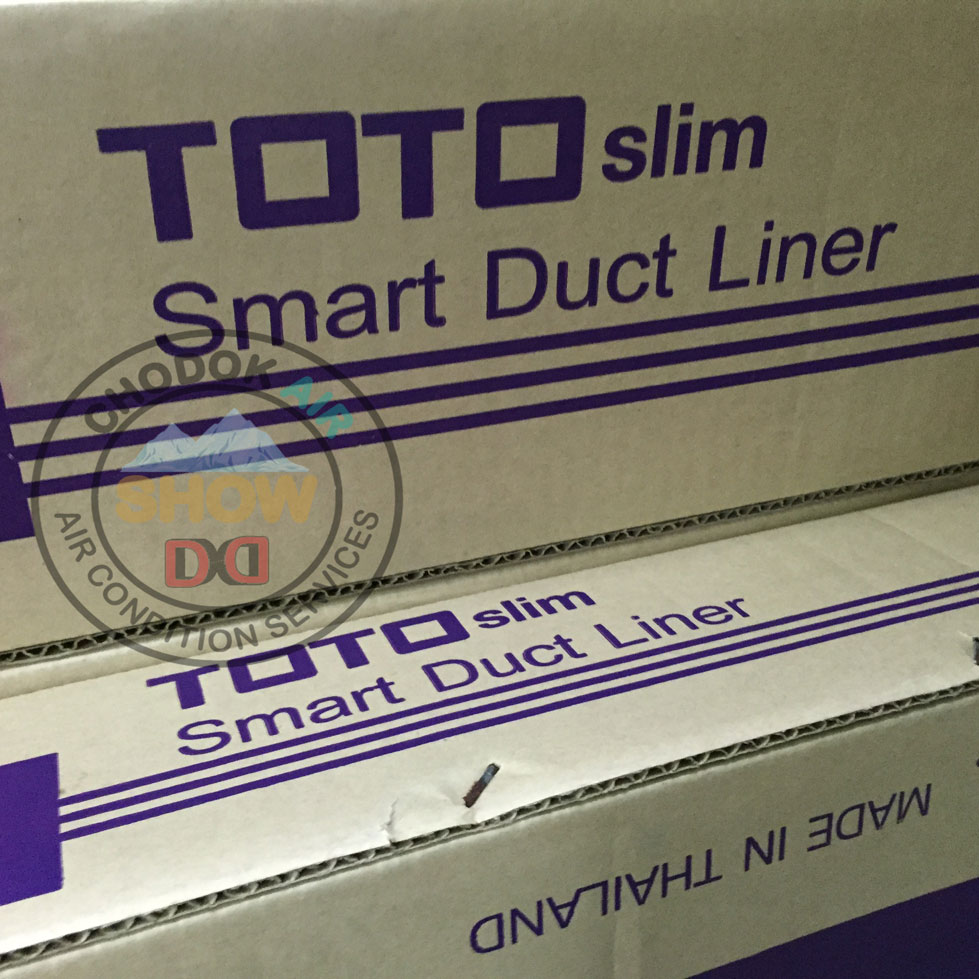 TOTO slim
Smart Duct Liner
CHODOK AIR
SHOW
DD
AIR CONDITION SERVICES
TOTO slim
Smart Duct Liner
MADE IN THAILAND